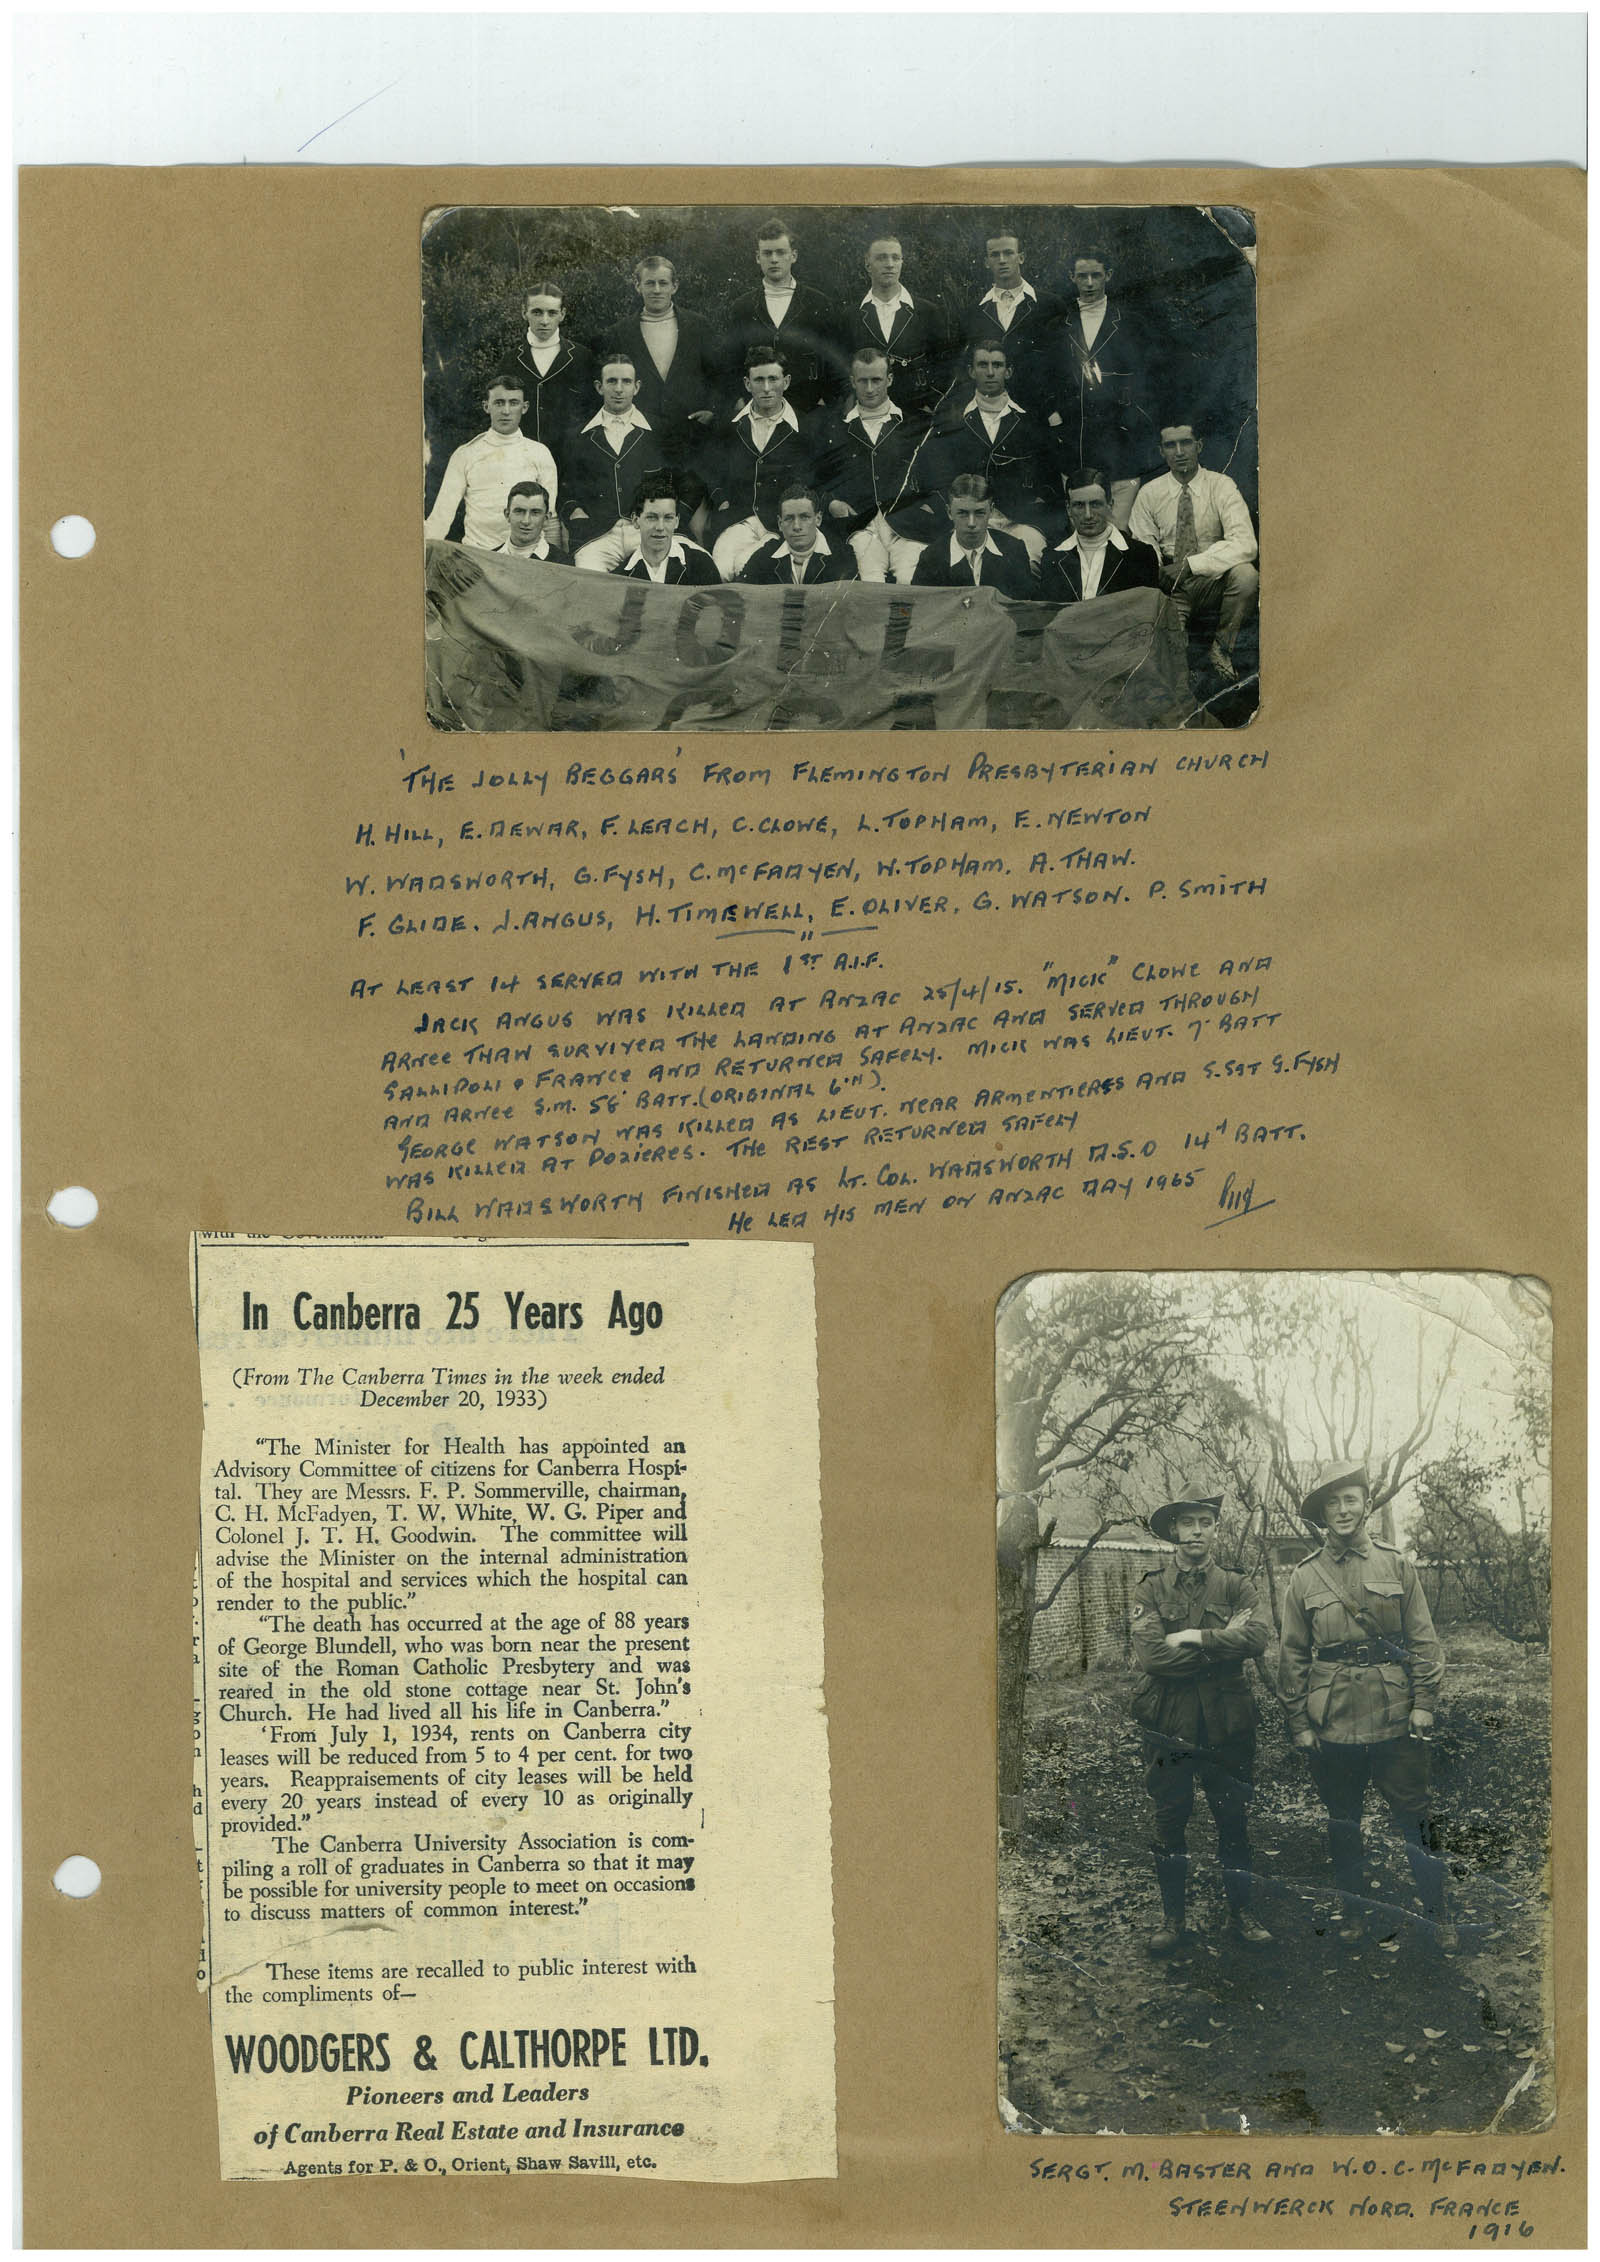 JOLLY
BEGGARS
'THE JOLLY BEGGARS' FROM FLEMINGTON PRESBYTERIAN CHURCH
H. HILL, E. DEWAR, F. LEACH, C. CLOWE, L. TOPHAM, E. NEWTON
W. WADSWORTH, G. FYSH, C. McFADYEN, W. TOPHAM. A. THAW.
F. GLIDE. J. ANGUS, H. TIMEWELL, E. OLIVER, G. WATSON. P. SMITH
AT LEAST 14 SERVED WITH THE 1ST A.I.F.
JACK ANGUS WAS KILLED AT ANZAC 25/4/15. "MICK" CLOWE AND
ARNEE THAW SURVIVED THE LANDING AT ANZAC AND SERVED THROUGH
GALLIPOLI & FRANCE AND RETURNED SAFELY. MICK WAS LIEUT. 7 BATT
AND ARNEE S.M. 58 BATT. (ORIGINAL 6TH).
GEORGE WATSON WAS KILLED AS LIEUT. NEAR ARMENTIERES AND S.SGT G. FYSH
WAS KILLED AT POZIERES. THE REST RETURNED SAFELY
BILL WADSWORTH FINISHED AS LT. COL. WADSWORTH D.S.O 14TH BATT.
HE LED HIS MEN ON ANZAC DAY 1965
with the Government
In Canberra 25 Years Ago
(From The Canberra Times in the week ended
December 20, 1933)
"The Minister for Health has appointed an
Advisory Committee of citizens for Canberra Hospi-
tal. They are Messrs. F. P. Sommerville, chairman,
C. H. McFadyen, T. W. White, W. G. Piper and
Colonel J. T. H. Goodwin. The committee will
advise the Minister on the internal administration
of the hospital and services which the hospital can
render to the public."
"The death has occurred at the age of 88 years
of George Blundell, who was born near the present
site of the Roman Catholic Presbytery and was
reared in the old stone cottage near St. John's
Church. He had lived all his life in Canberra."
'From July 1, 1934, rents on Canberra city
leases will be reduced from 5 to 4 per cent. for two
years. Reappraisements of city leases will be held
every 20 years instead of every 10 as originally
provided."
The Canberra University Association is com-
piling a roll of graduates in Canberra so that it may
be possible for university people to meet on occasions
to discuss matters of common interest."
These items are recalled to public interest with
the compliments of—
WOODGERS & CALTHORPE LTD.
Pioneers and Leaders
of Canberra Real Estate and Insurance
Agents for P. & O., Orient, Shaw Savill, etc.
SERGT. M. BASTER AND W.O. C. McFADYEN.
STEENWERCK NORD. FRANCE
1916